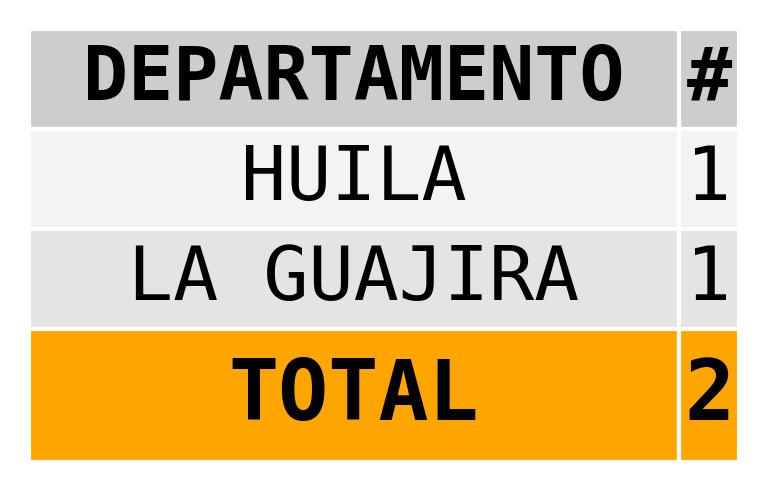 DEPARTAMENTO #
HUILA 1
LA GUAJIRA 1
TOTAL 2